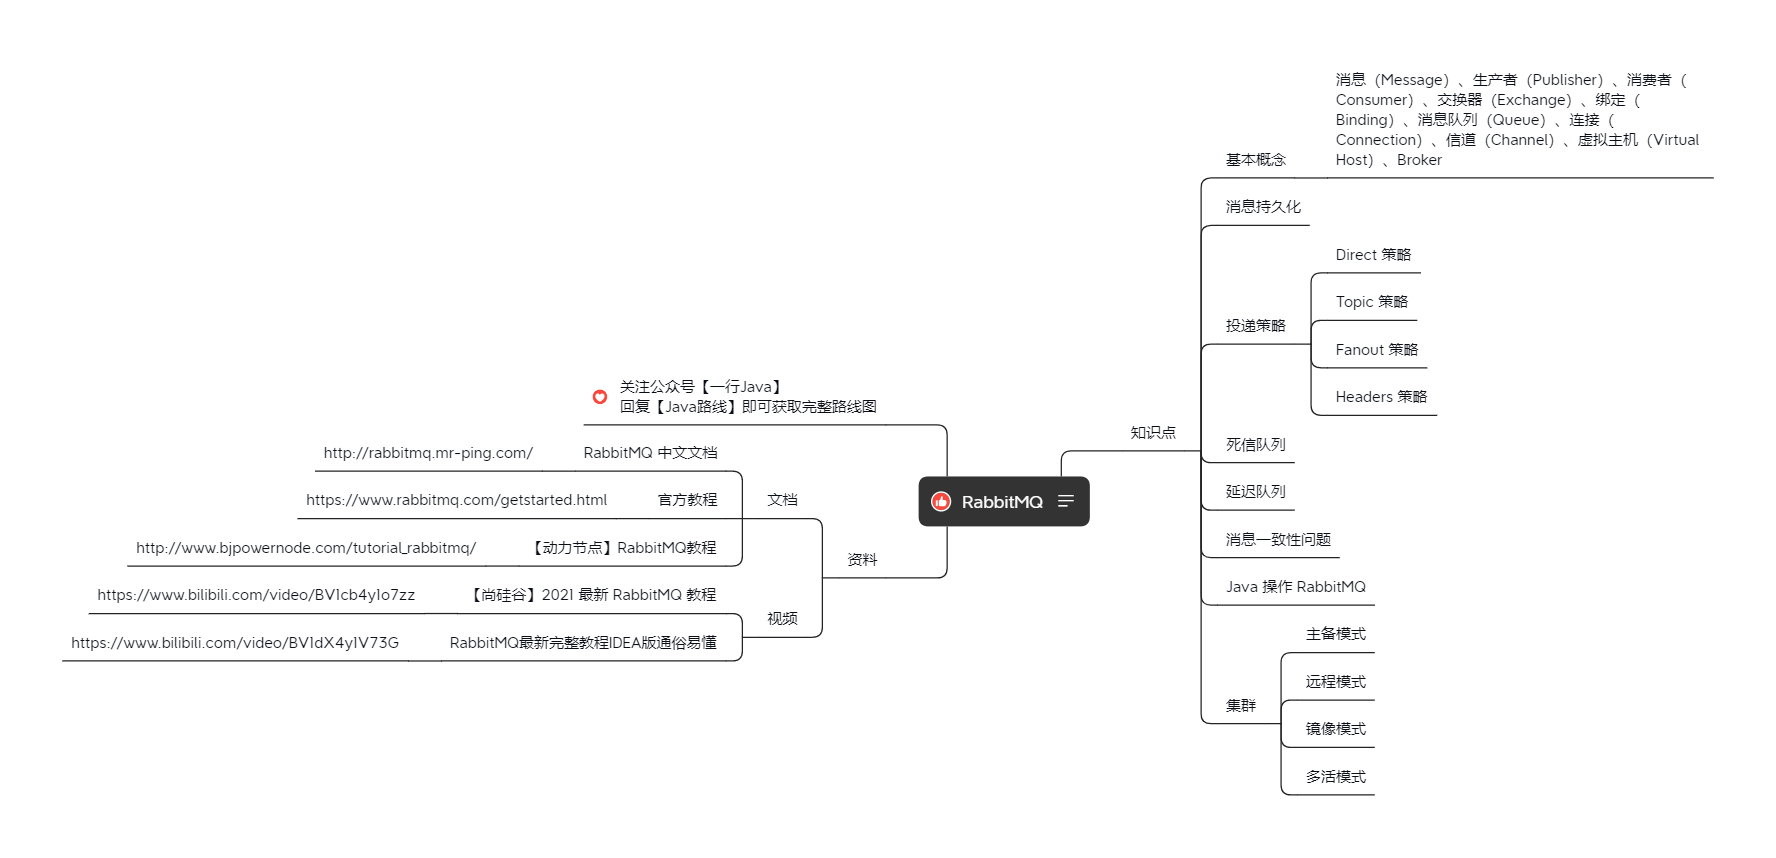 RabbitMQ
知识点
基本概念
消息（Message）、生产者（Publisher）、消费者（
Consumer）、交换器（Exchange）、绑定（
Binding）、消息队列（Queue）、连接（
Connection）、信道（Channel）、虚拟主机（Virtual
Host）、Broker
消息持久化
投递策略
Direct 策略
Topic 策略
Fanout 策略
Headers 策略
死信队列
延迟队列
消息一致性问题
Java 操作 RabbitMQ
集群
主备模式
远程模式
镜像模式
多活模式
关注公众号【一行Java】
回复【Java路线】即可获取完整路线图
资料
文档
RabbitMQ 中文文档
http://rabbitmq.mr-ping.com/
官方教程
https://www.rabbitmq.com/getstarted.html
【动力节点】RabbitMQ教程
http://www.bjpowernode.com/tutorial_rabbitmq/
视频
【尚硅谷】2021 最新 RabbitMQ 教程
https://www.bilibili.com/video/BV1cb4y1o7zz
RabbitMQ最新完整教程IDEA版通俗易懂
https://www.bilibili.com/video/BV1dX4y1V73G